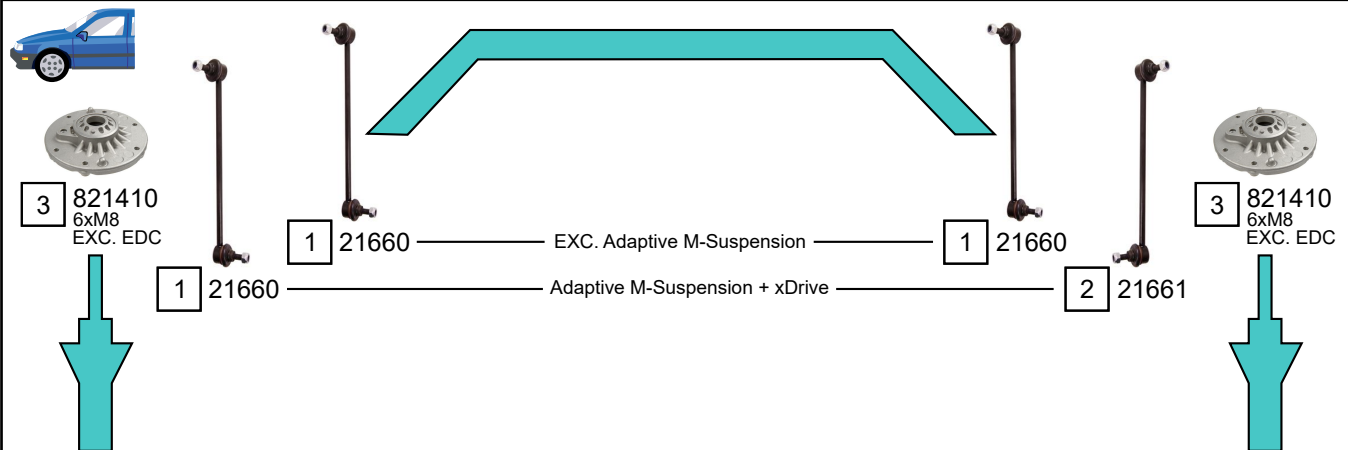 3 821410
6xM8
EXC. EDC
1 21660
EXC. Adaptive M-Suspension
1 21660
3 821410
6xM8
EXC. EDC
1 21660
Adaptive M-Suspension + xDrive
2 21661